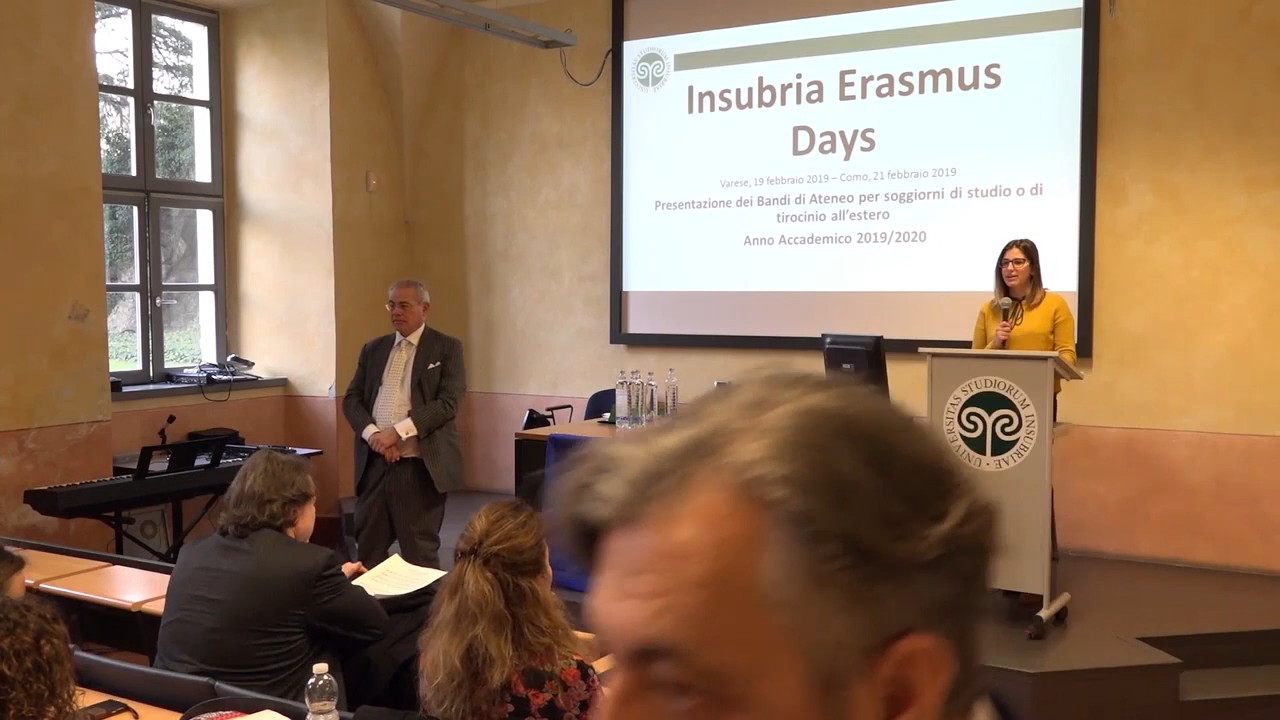 Insubria Erasmus
Days
Varese, 19 febbraio 2019 – Como, 21 febbraio 2019
Presentazione dei Bandi di Ateneo per soggiorni di studio o di
tirocinio all'estero
Anno Accademico 2019/2020
UNIVERSITAS STUDIORUM INSUBRIAE